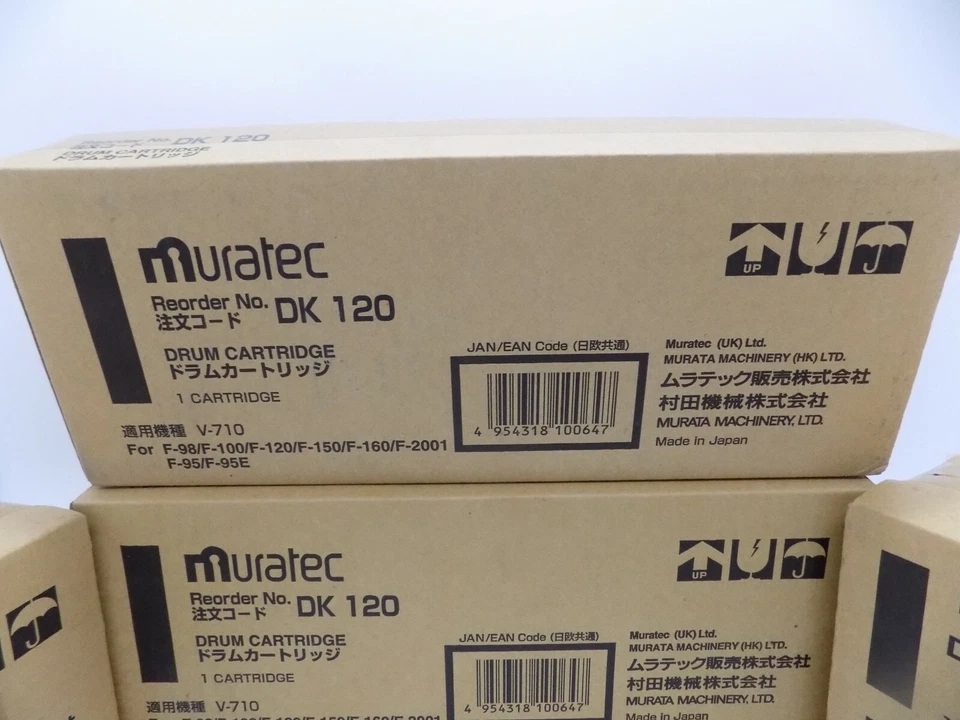 Reorder No. DK 120
DRUM CARTRIDGE
ドラムカートリッジ
muratec
Reorder No.
注文コード DK 120
DRUM CARTRIDGE
ドラムカートリッジ
1 CARTRIDGE
適用機種 V-710
For F-98/F-100/F-120/F-150/F-160/F-2001
F-95/F-95E
UP
JAN/EAN Code (日欧共通)
4 954318 100647
Muratec (UK) Ltd.
MURATA MACHINERY (HK) LTD.
ムラテック販売株式会社
村田機械株式会社
MURATA MACHINERY, LTD.
Made in Japan
muratec
Reorder No.
注文コード DK 120
DRUM CARTRIDGE
ドラムカートリッジ
1 CARTRIDGE
適用機種 V-710
UP
JAN/EAN Code (日欧共通)
4 954318 100647
Muratec (UK) Ltd.
MURATA MACHINERY (HK) LTD.
ムラテック販売株式会社
村田機械株式会社
MURATA MACHINERY, LTD.
Made in Japan